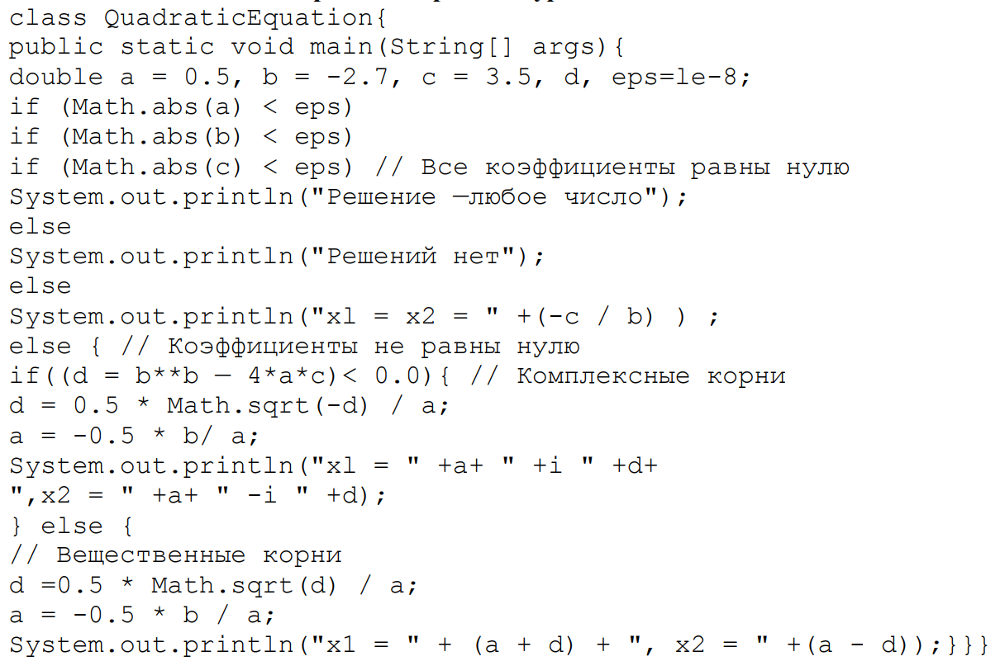 class QuadraticEquation{
public static void main(String[] args){
double a = 0.5, b = -2.7, c = 3.5, d, eps=le-8;
if (Math.abs(a) < eps)
if (Math.abs(b) < eps)
if (Math.abs(c) < eps) // Все коэффициенты равны нулю
System.out.println("Решение —любое число");
else
System.out.println("Решений нет");
else
System.out.println("xl = x2 = " +(-c / b) ) ;
else { // Коэффициенты не равны нулю
if((d = b**b — 4*a*c)< 0.0){ // Комплексные корни
d = 0.5 * Math.sqrt(-d) / a;
a = -0.5 * b/ a;
System.out.println("xl = " +a+ " +i " +d+
",x2 = " +a+ " -i " +d);
} else {
// Вещественные корни
d =0.5 * Math.sqrt(d) / a;
a = -0.5 * b / a;
System.out.println("x1 = " + (a + d) + ", x2 = " +(a - d));}}}